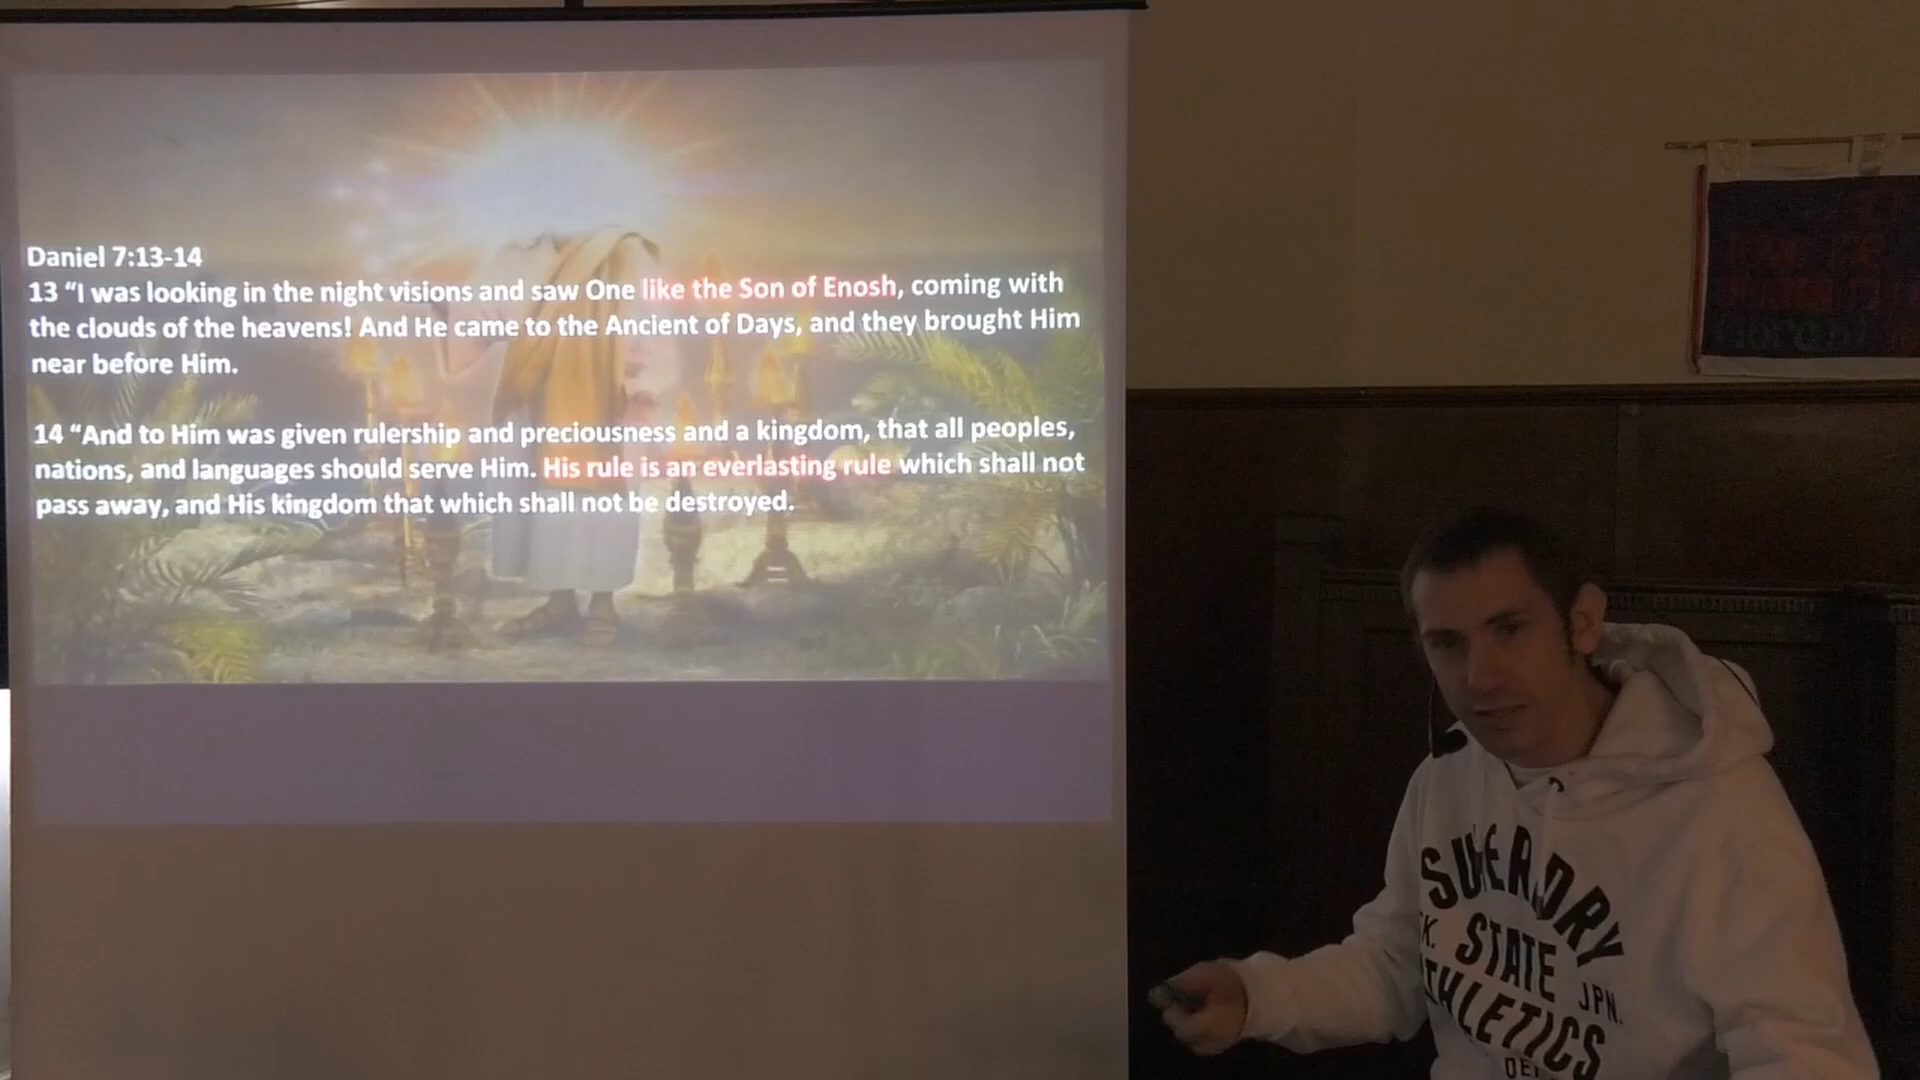 Daniel 7:13-14
13 “I was looking in the night visions and saw One like the Son of Enosh, coming with
the clouds of the heavens! And He came to the Ancient of Days, and they brought Him
near before Him.
14 “And to Him was given rulership and preciousness and a kingdom, that all peoples,
nations, and languages should serve Him. His rule is an everlasting rule which shall not
pass away, and His kingdom that which shall not be destroyed.
SUPERDRY
STATE
JPN.
ATHLETICS